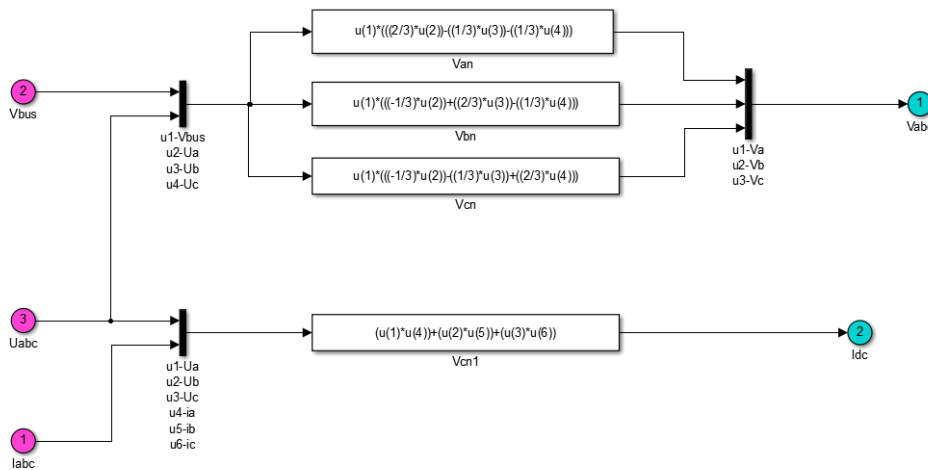 u(1)*(((2/3)*u(2))-((1/3)*u(3))-((1/3)*u(4)))
Van
2
Vbus
u(1)*(((-1/3)*u(2))+((2/3)*u(3))-((1/3)*u(4)))
Vbn
1
Vabc
u1-Vbus
u2-Ua
u3-Ub
u4-Uc
u1-Va
u2-Vb
u3-Vc
u(1)*(((-1/3)*u(2))-((1/3)*u(3))+((2/3)*u(4)))
Vcn
3
Uabc
(u(1)*u(4))+(u(2)*u(5))+(u(3)*u(6))
Vcn1
2
Idc
u1-Ua
u2-Ub
u3-Uc
u4-ia
u5-ib
u6-ic
1
Iabc